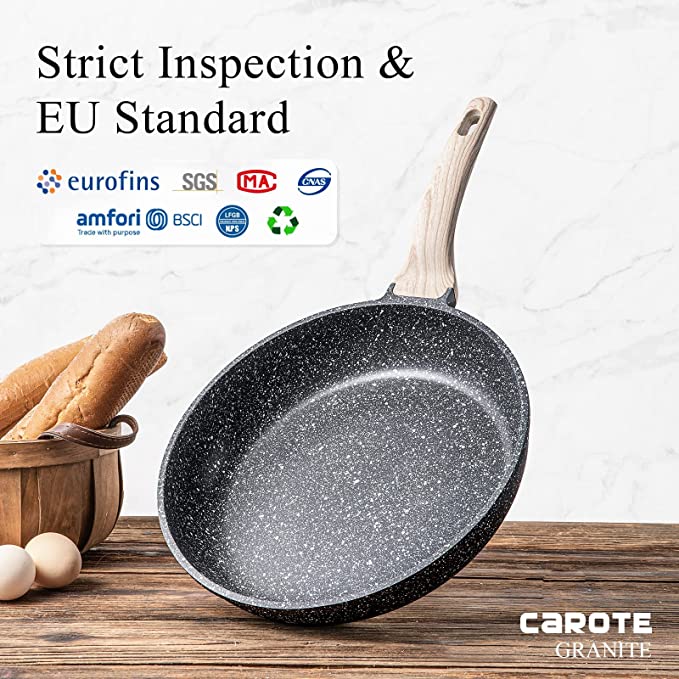 Strict Inspection &
EU Standard
eurofins SGS MA CNAS
amfori BSCI LFGB
Trade with purpose NPS
CAROTE
GRANITE